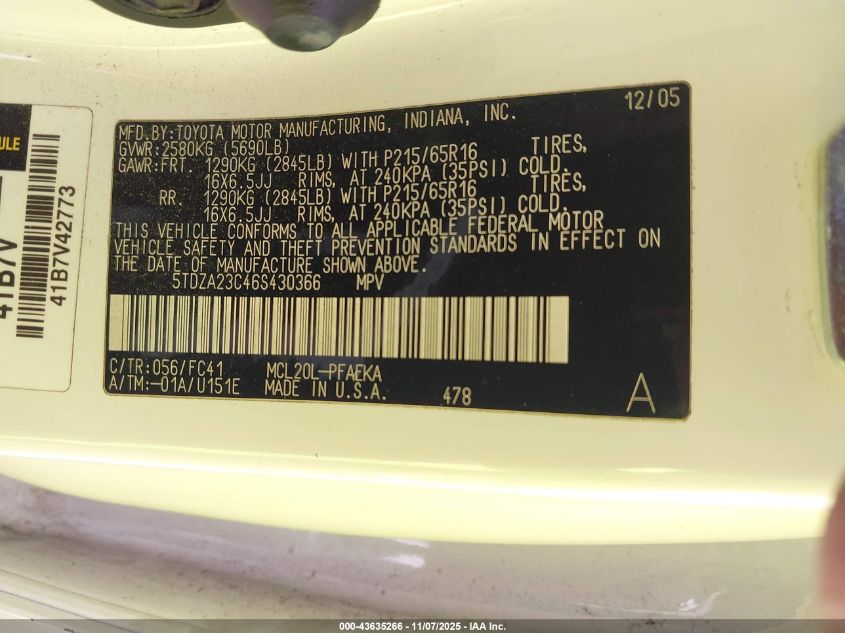 MFD.BY:TOYOTA MOTOR MANUFACTURING, INDIANA, INC. 12/05
GVWR:2580KG (5690LB)
GAWR:FRT. 1290KG (2845LB) WITH P215/65R16 TIRES,
16X6.5JJ RIMS, AT 240KPA (35PSI) COLD.
RR. 1290KG (2845LB) WITH P215/65R16 TIRES,
16X6.5JJ RIMS, AT 240KPA (35PSI) COLD.
THIS VEHICLE CONFORMS TO ALL APPLICABLE FEDERAL MOTOR
VEHICLE SAFETY AND THEFT PREVENTION STANDARDS IN EFFECT ON
THE DATE OF MANUFACTURE SHOWN ABOVE.
5TDZA23C46S430366 MPV
C/TR:056/FC41 MCL20L-PFAEKA
A/TM:-01A/U151E MADE IN U.S.A. 478 A
41B7V
41B7V42773
000-43635266 - 11/07/2025 - IAA Inc.